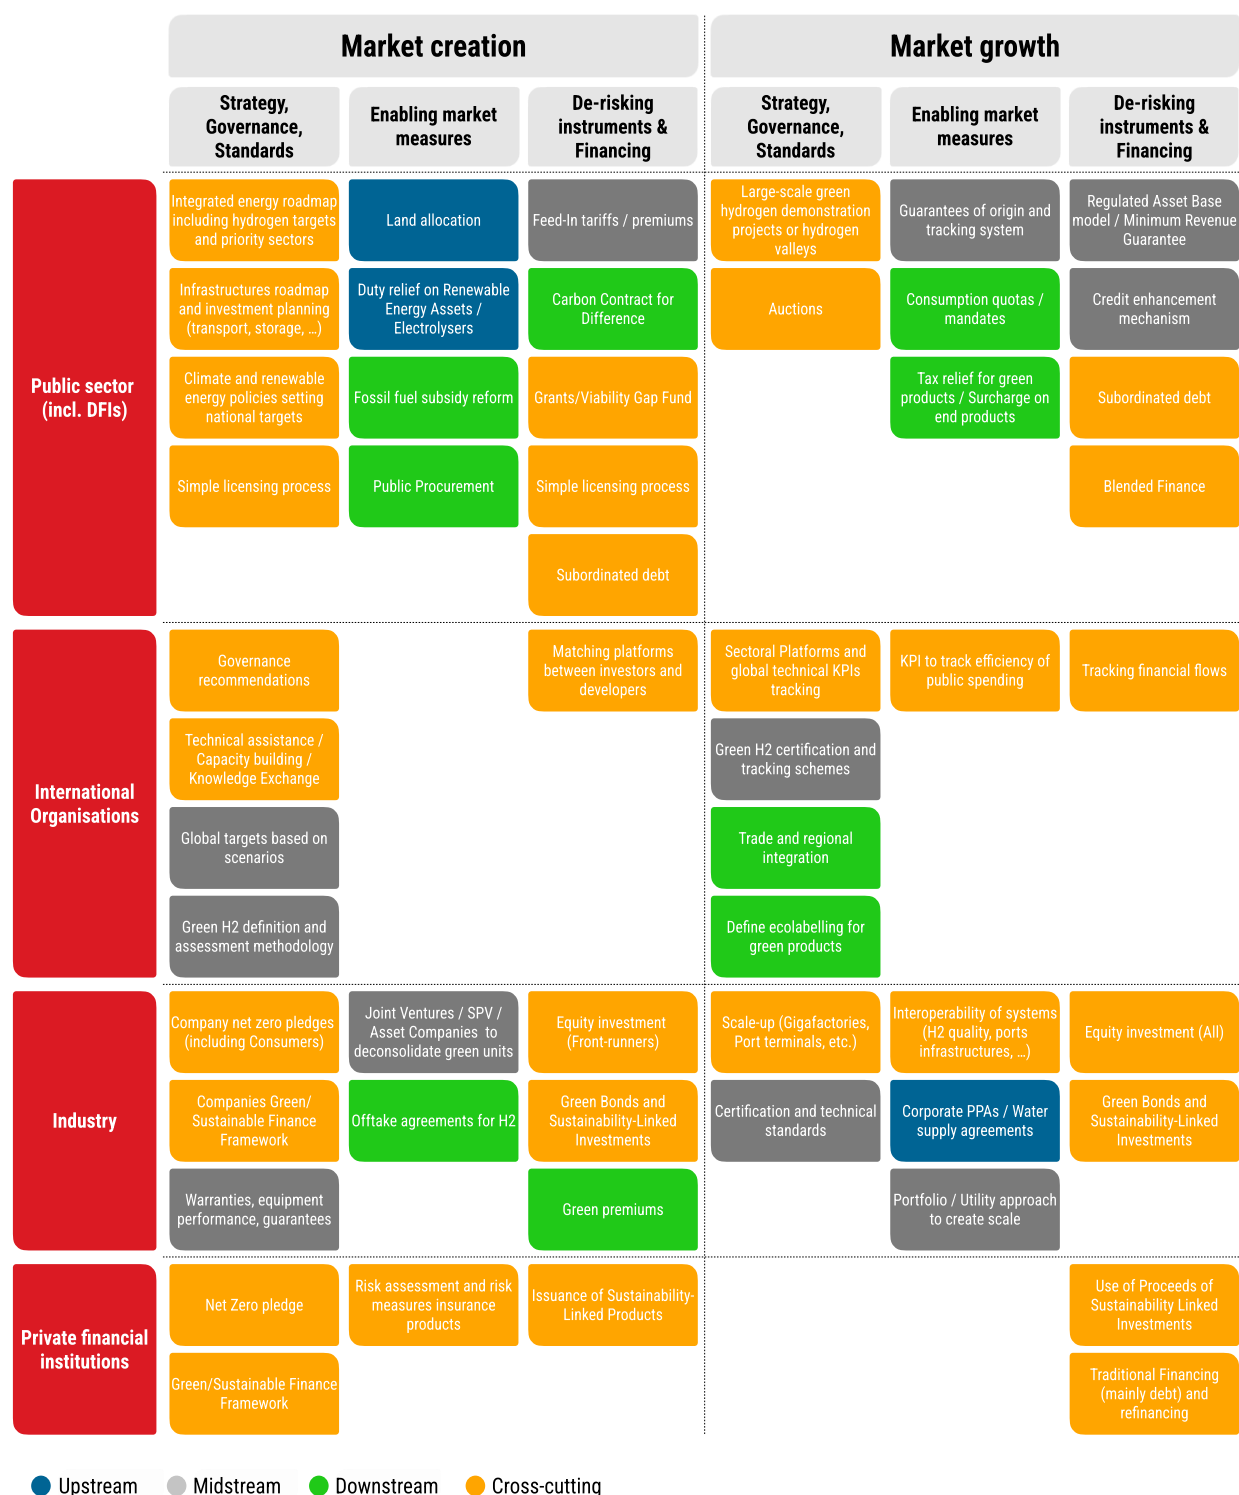 Market creation
Market growth
Strategy,
Governance,
Standards
Enabling market
measures
De-risking
instruments &
Financing
Strategy,
Governance,
Standards
Enabling market
measures
De-risking
instruments &
Financing
Public sector
(incl. DFIs)
Integrated energy roadmap
including hydrogen targets
and priority sectors
Land allocation
Feed-In tariffs / premiums
Large-scale green
hydrogen demonstration
projects or hydrogen
valleys
Guarantees of origin and
tracking system
Regulated Asset Base
model / Minimum Revenue
Guarantee
Infrastructures roadmap
and investment planning
(transport, storage, ...)
Duty relief on Renewable
Energy Assets /
Electrolysers
Carbon Contract for
Difference
Auctions
Consumption quotas /
mandates
Credit enhancement
mechanism
Climate and renewable
energy policies setting
national targets
Fossil fuel subsidy reform
Grants/Viability Gap Fund
Tax relief for green
products / Surcharge on
end products
Subordinated debt
Simple licensing process
Public Procurement
Simple licensing process
Blended Finance
Subordinated debt
International
Organisations
Governance
recommendations
Matching platforms
between investors and
developers
Sectoral Platforms and
global technical KPIs
tracking
KPI to track efficiency of
public spending
Tracking financial flows
Technical assistance /
Capacity building /
Knowledge Exchange
Green H2 certification and
tracking schemes
Global targets based on
scenarios
Trade and regional
integration
Green H2 definition and
assessment methodology
Define ecolabelling for
green products
Industry
Company net zero pledges
(including Consumers)
Joint Ventures / SPV /
Asset Companies to
deconsolidate green units
Equity investment
(Front-runners)
Scale-up (Gigafactories,
Port terminals, etc.)
Interoperability of systems
(H2 quality, ports
infrastructures, ...)
Equity investment (All)
Companies Green/
Sustainable Finance
Framework
Offtake agreements for H2
Green Bonds and
Sustainability-Linked
Investments
Certification and technical
standards
Corporate PPAs / Water
supply agreements
Green Bonds and
Sustainability-Linked
Investments
Warranties, equipment
performance, guarantees
Green premiums
Portfolio / Utility approach
to create scale
Private financial
institutions
Net Zero pledge
Risk assessment and risk
measures insurance
products
Issuance of Sustainability-
Linked Products
Use of Proceeds of
Sustainability Linked
Investments
Green/Sustainable Finance
Framework
Traditional Financing
(mainly debt) and
refinancing
Upstream
Midstream
Downstream
Cross-cutting